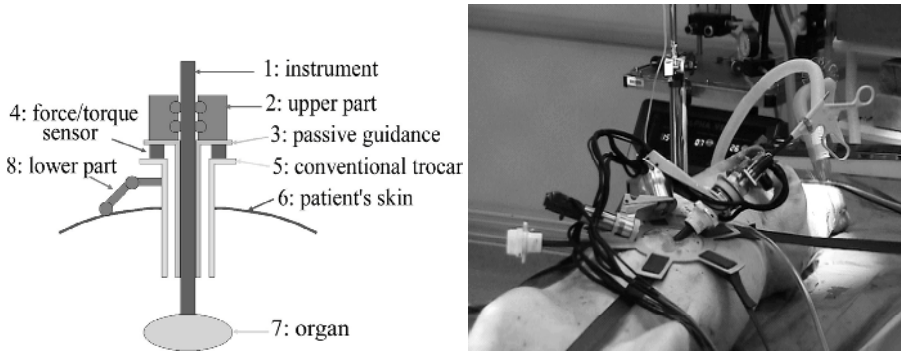 1: instrument
2: upper part
4: force/torque
sensor
3: passive guidance
8: lower part
5: conventional trocar
6: patient's skin
7: organ